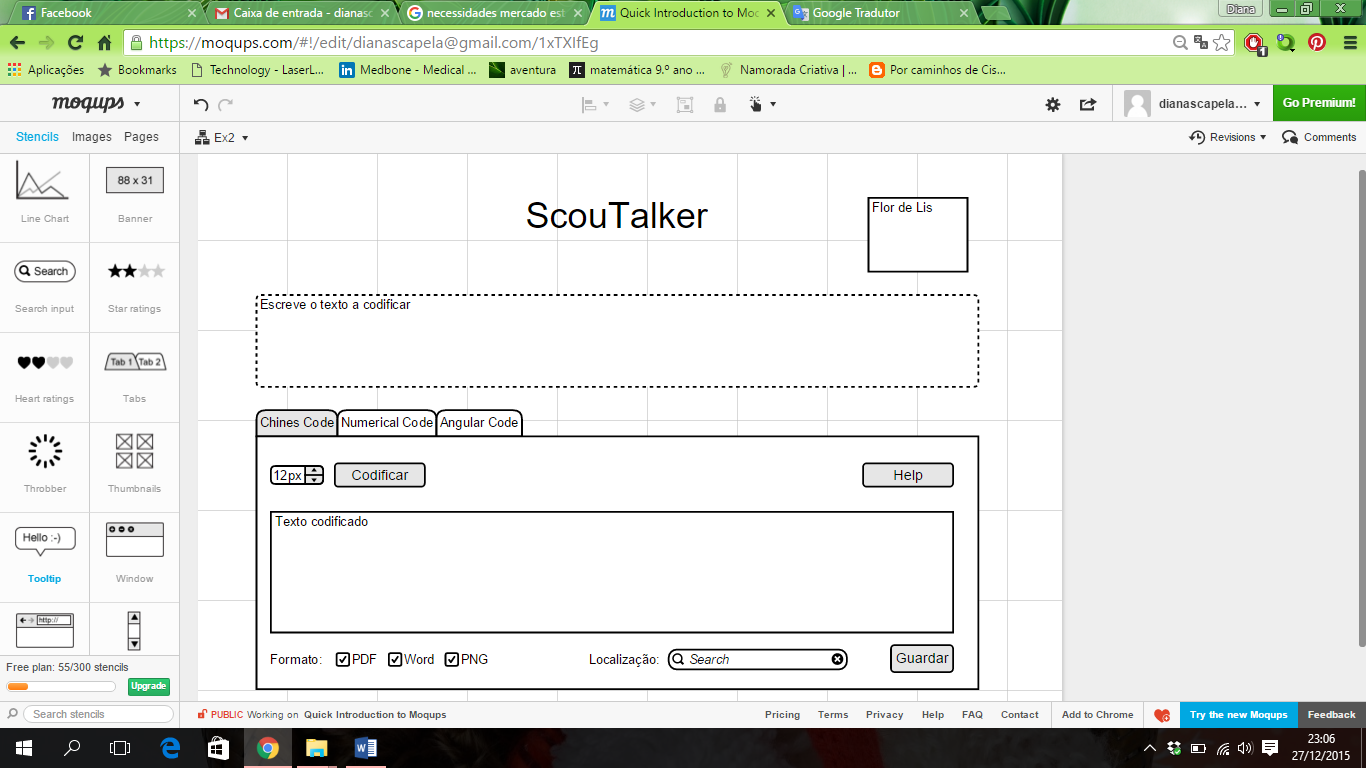 Facebook
Gmail
Caixa de entrada - dianasc
necessidades mercado est
Quick Introduction to Moq
Google Tradutor
Diana
https://moqups.com/#!/edit/dianascapela@gmail.com/1xTXIfEg
1
Aplicações
Bookmarks
Technology - LaserL...
Medbone - Medical ...
aventura
matemática 9.º ano ...
Namorada Criativa | ...
Por caminhos de Cis...
moqups
dianascapela...
Go Premium!
Stencils Images Pages
Ex2
Revisions
Comments
Line Chart
88 x 31
Banner
Search
Search input
Star ratings
Heart ratings
Tab 1 Tab 2
Tabs
Throbber
Thumbnails
Hello :-)
Tooltip
Window
http://
Free plan: 55/300 stencils
Upgrade
Search stencils
ScouTalker
Flor de Lis
Escreve o texto a codificar
Chines Code Numerical Code Angular Code
12px Codificar Help
Texto codificado
Formato: PDF Word PNG Localização: Search Guardar
PUBLIC Working on Quick Introduction to Moqups
Pricing Terms Privacy Help FAQ Contact Add to Chrome
Try the new Moqups
Feedback
23:06
27/12/2015